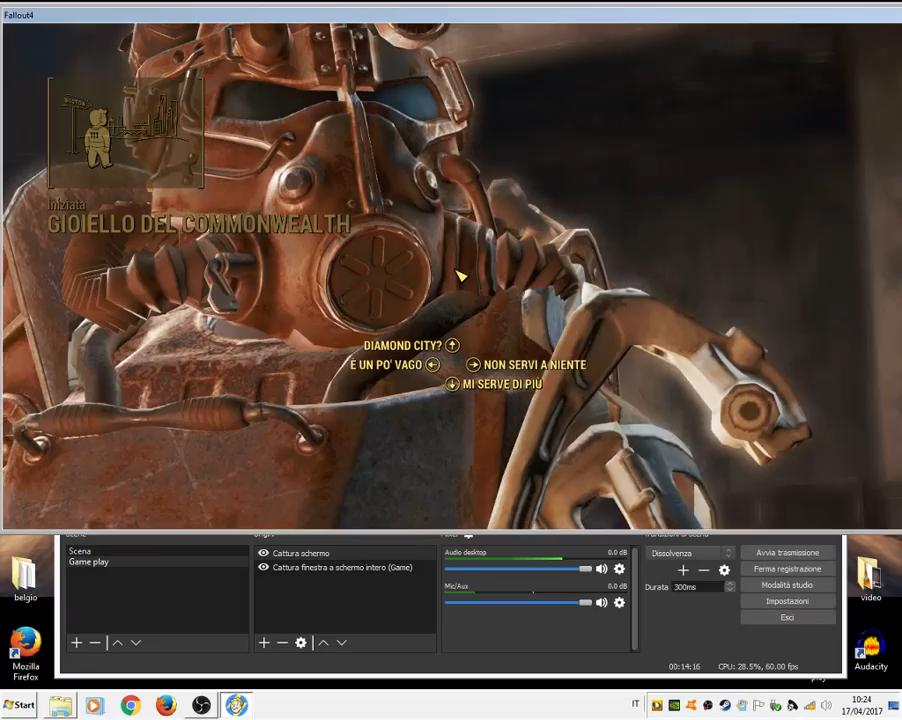 Fallout4
BOSTON
Iniziata
GIOIELLO DEL COMMONWEALTH
DIAMOND CITY?
È UN PO' VAGO
NON SERVI A NIENTE
MI SERVE DI PIÙ
Scena
Game play
Cattura schermo
Cattura finestra a schermo intero (Game)
Audio desktop 0.0 dB
Mic/Aux 0.0 dB
Dissolvenza
Durata 300ms
Avvia trasmissione
Ferma registrazione
Modalità studio
Impostazioni
Esci
00:14:16 CPU: 28.5%, 60.00 fps
belgio
Mozilla
Firefox
video
Audacity
Start
IT
10:24
17/04/2017